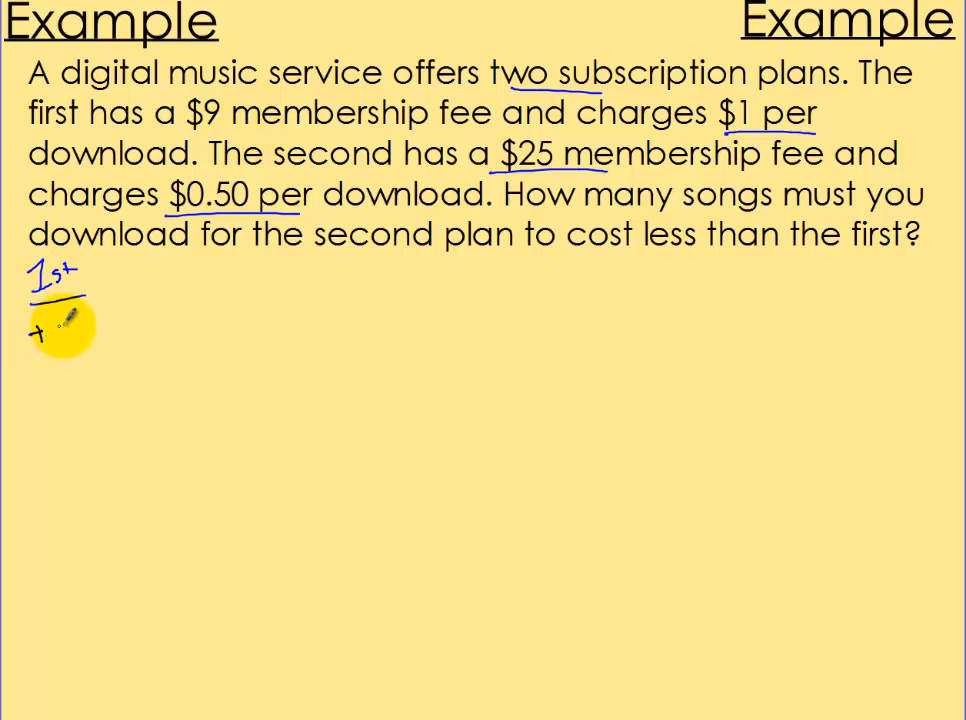 Example Example
A digital music service offers two subscription plans. The
first has a $9 membership fee and charges $1 per
download. The second has a $25 membership fee and
charges $0.50 per download. How many songs must you
download for the second plan to cost less than the first?
1st
+